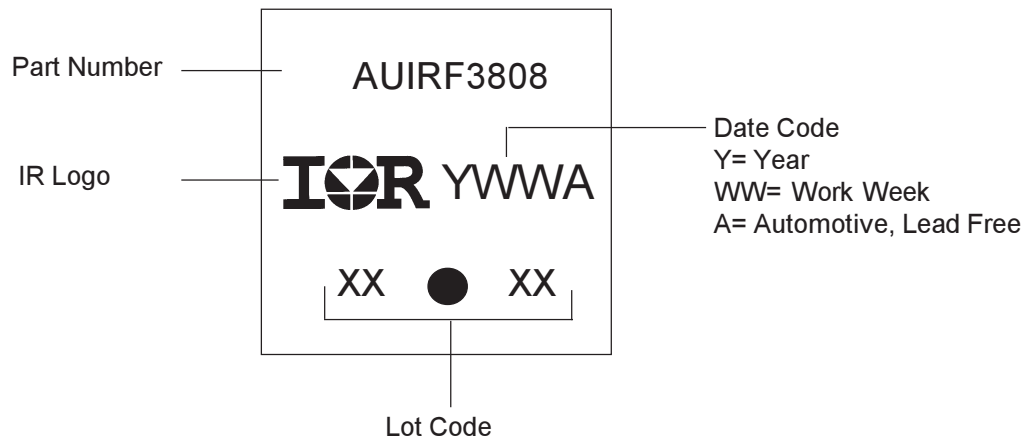 Part Number
AUIRF3808
IR Logo
IOR YWWA
Date Code
Y= Year
WW= Work Week
A= Automotive, Lead Free
XX ● XX
Lot Code